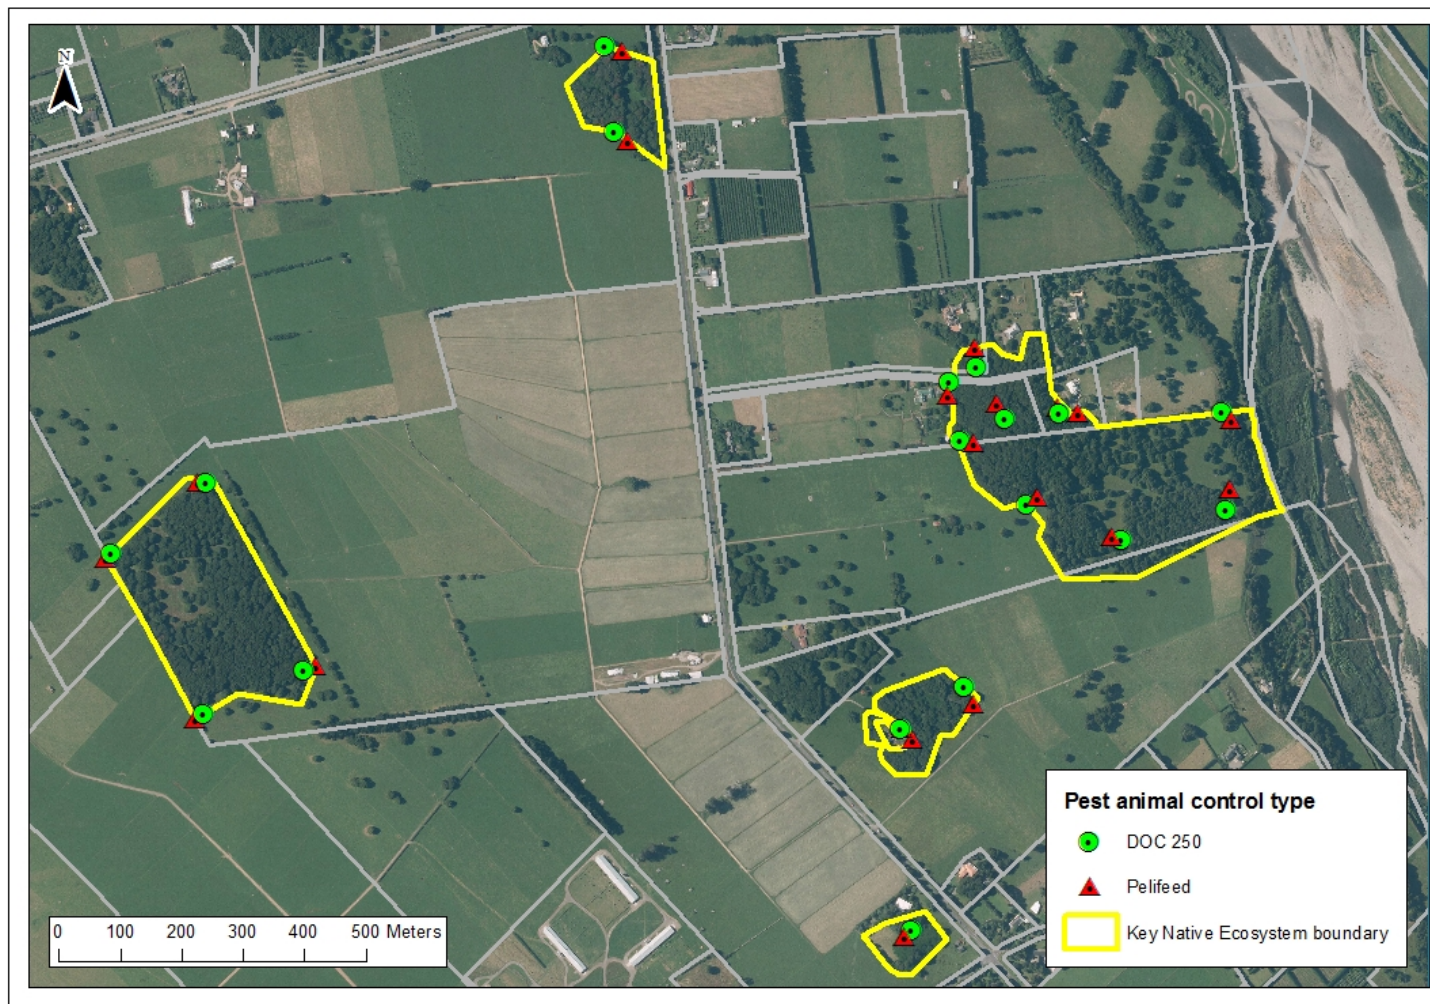 N
Pest animal control type
DOC 250
Pelifeed
Key Native Ecosystem boundary
0 100 200 300 400 500 Meters